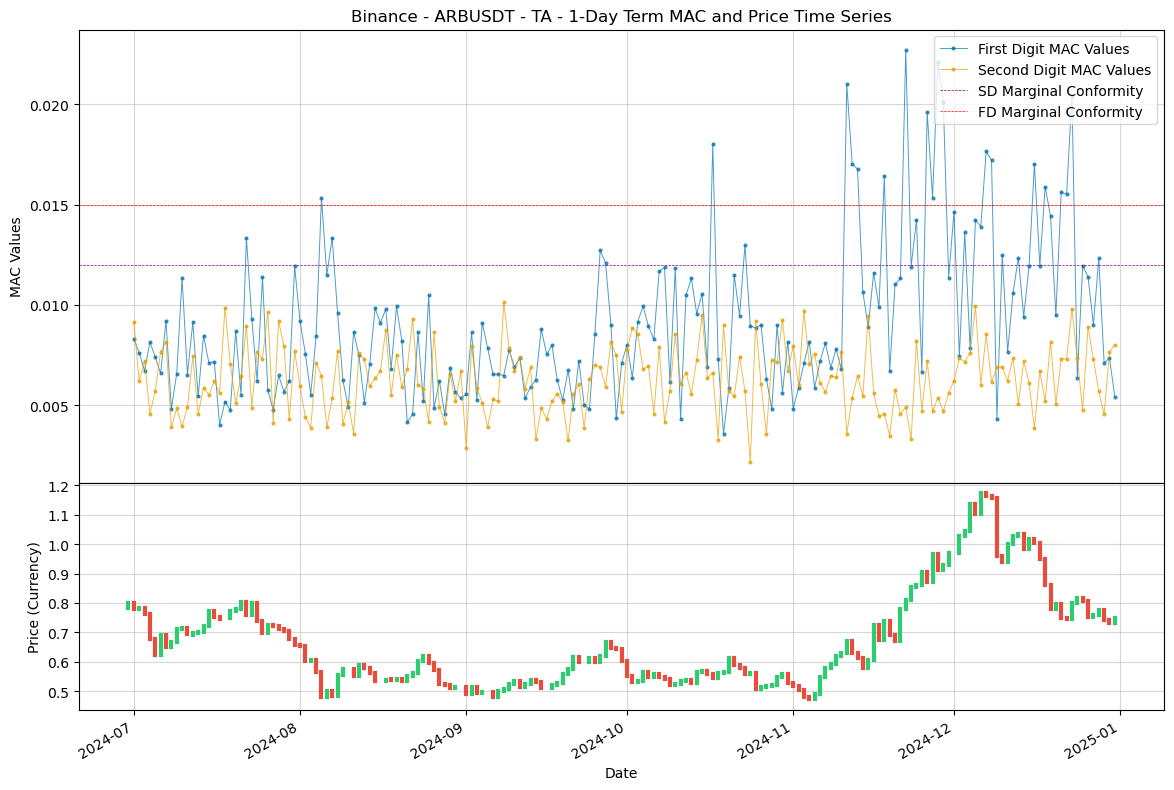 Binance - ARBUSDT - TA - 1-Day Term MAC and Price Time Series
First Digit MAC Values
Second Digit MAC Values
SD Marginal Conformity
FD Marginal Conformity
MAC Values
0.020
0.015
0.010
0.005
Price (Currency)
1.2
1.1
1.0
0.9
0.8
0.7
0.6
0.5
2024-07
2024-08
2024-09
2024-10
2024-11
2024-12
2025-01
Date